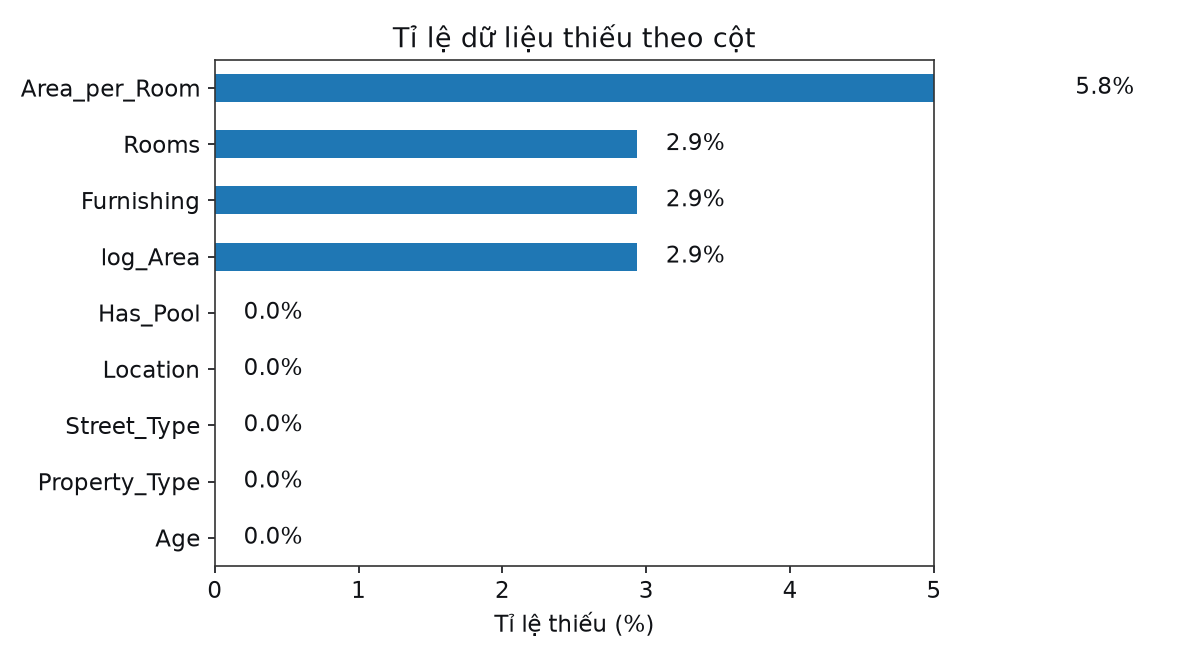 Tỉ lệ dữ liệu thiếu theo cột
Area_per_Room 5.8%
Rooms 2.9%
Furnishing 2.9%
log_Area 2.9%
Has_Pool 0.0%
Location 0.0%
Street_Type 0.0%
Property_Type 0.0%
Age 0.0%
0 1 2 3 4 5
Tỉ lệ thiếu (%)